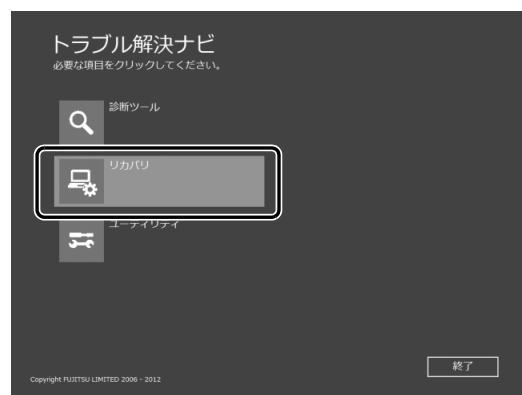 トラブル解決ナビ
必要な項目をクリックしてください。
診断ツール
リカバリ
ユーティリティ
終了
Copyright FUJITSU LIMITED 2006 - 2012